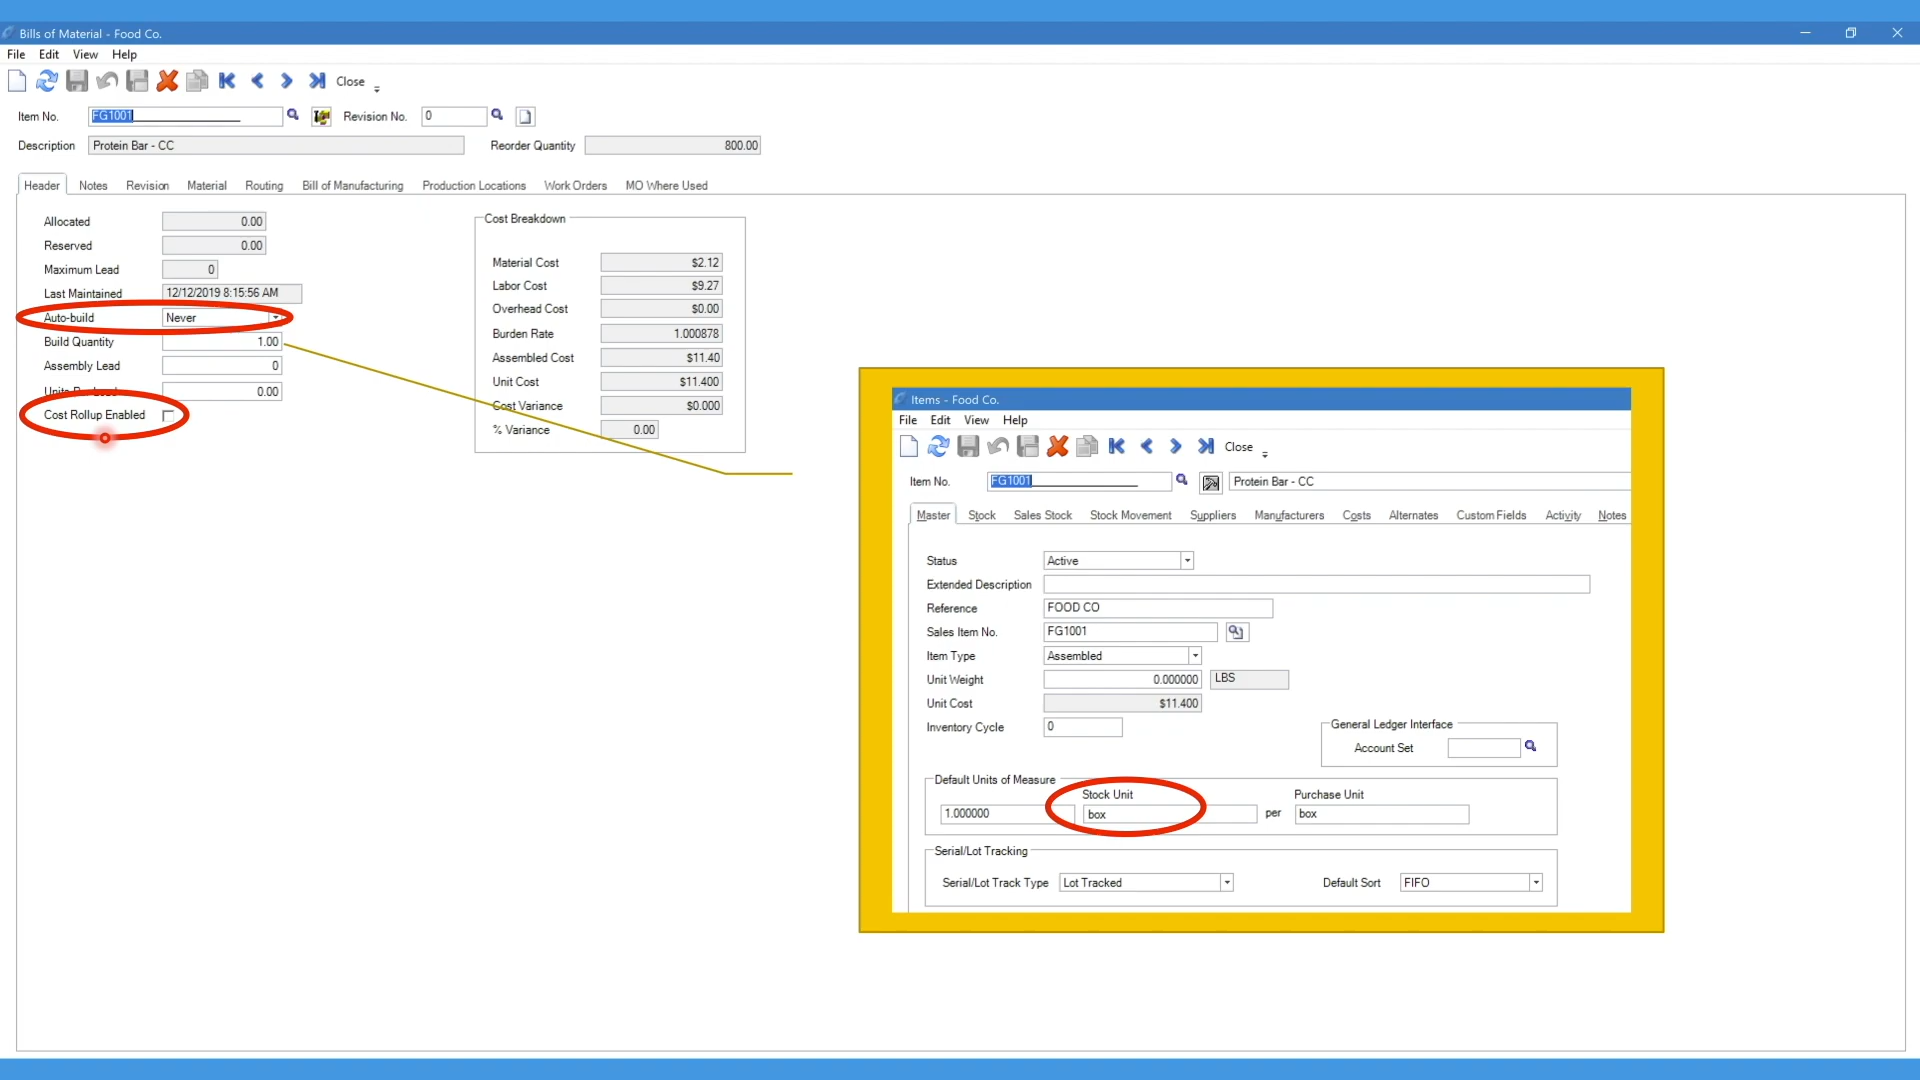 Bills of Material - Food Co.
File Edit View Help
Close
Item No. FG1001 Revision No. 0
Description Protein Bar - CC Reorder Quantity 800.00
Header Notes Revision Material Routing Bill of Manufacturing Production Locations Work Orders MO Where Used
Allocated 0.00
Reserved 0.00
Maximum Lead 0
Last Maintained 12/12/2019 8:15:56 AM
Auto-build Never
Build Quantity 1.00
Assembly Lead 0
0.00
Cost Rollup Enabled
Cost Breakdown
Material Cost $2.12
Labor Cost $9.27
Overhead Cost $0.00
Burden Rate 1.000878
Assembled Cost $11.40
Unit Cost $11.400
Cost Variance $0.000
% Variance 0.00
Items - Food Co.
File Edit View Help
Close
Item No. FG1001 Protein Bar - CC
Master Stock Sales Stock Stock Movement Suppliers Manufacturers Costs Alternates Custom Fields Activity Notes
Status Active
Extended Description
Reference FOOD CO
Sales Item No. FG1001
Item Type Assembled
Unit Weight 0.000000 LBS
Unit Cost $11.400
Inventory Cycle 0
General Ledger Interface
Account Set
Default Units of Measure
Stock Unit Purchase Unit
1.000000 box per box
Serial/Lot Tracking
Serial/Lot Track Type Lot Tracked Default Sort FIFO